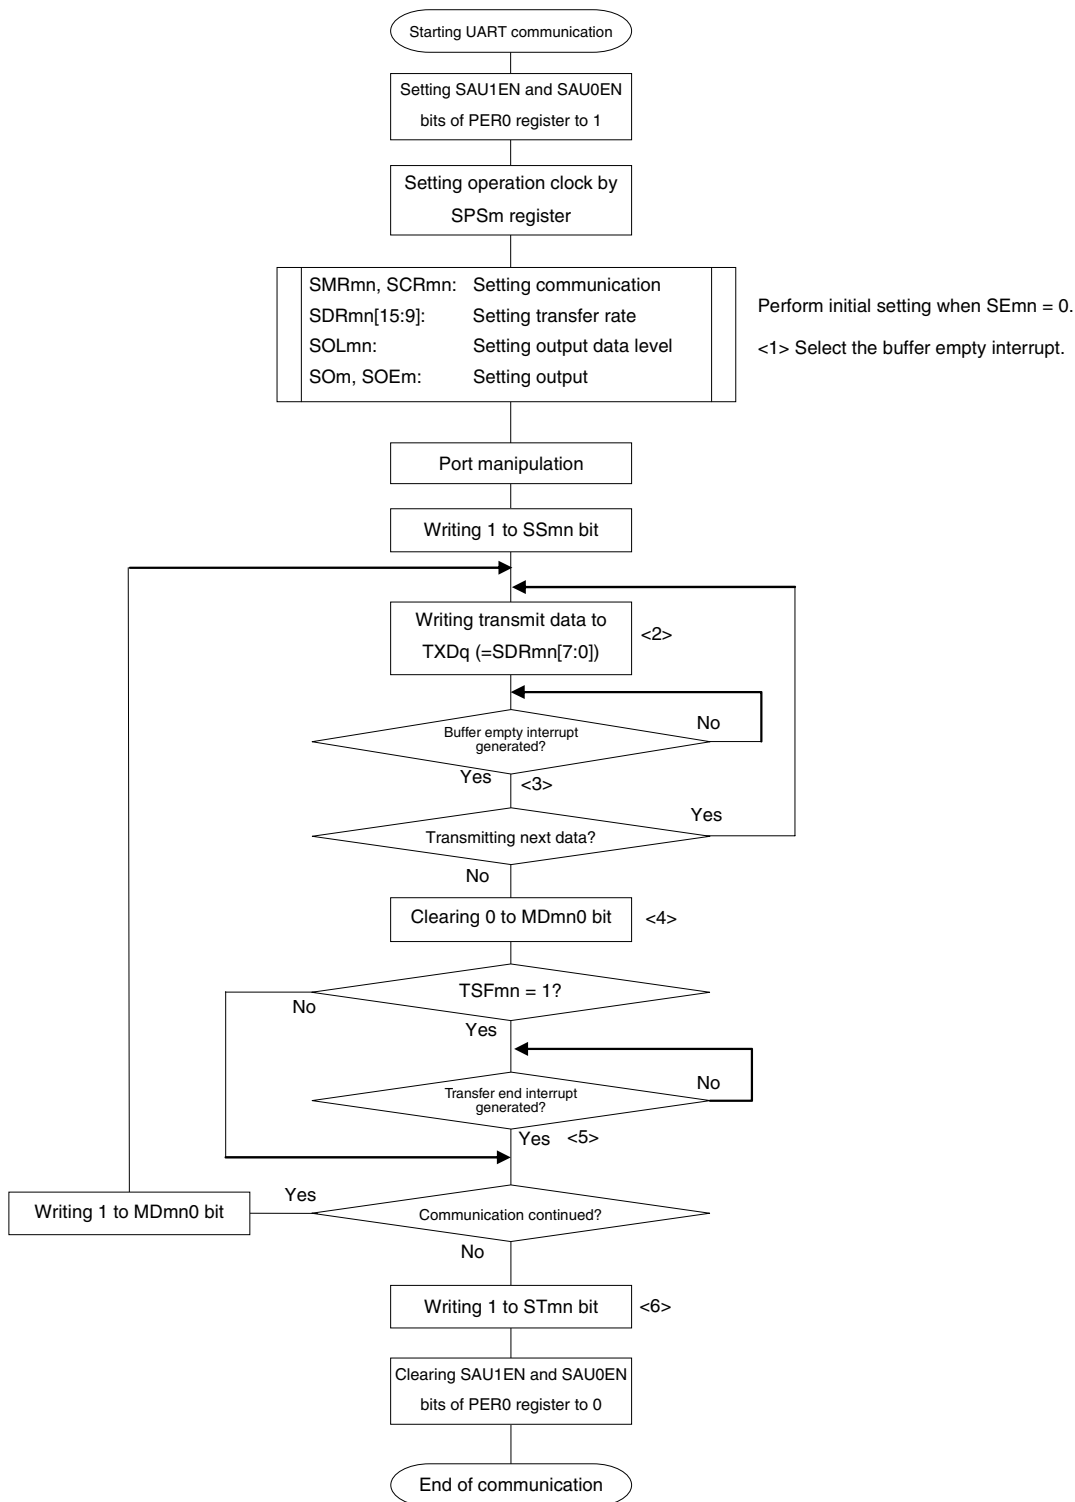 Starting UART communication
Setting SAU1EN and SAU0EN
bits of PER0 register to 1
Setting operation clock by
SPSm register
SMRmn, SCRmn: Setting communication
SDRmn[15:9]: Setting transfer rate
SOLmn: Setting output data level
SOm, SOEm: Setting output
Perform initial setting when SEmn = 0.
<1> Select the buffer empty interrupt.
Port manipulation
Writing 1 to SSmn bit
Writing transmit data to
TXDq (=SDRmn[7:0])
<2>
Buffer empty interrupt
generated?
No
Yes
<3>
Transmitting next data?
Yes
No
Clearing 0 to MDmn0 bit
<4>
TSFmn = 1?
No
Yes
Transfer end interrupt
generated?
No
Yes
<5>
Communication continued?
Yes
Writing 1 to MDmn0 bit
No
Writing 1 to STmn bit
<6>
Clearing SAU1EN and SAU0EN
bits of PER0 register to 0
End of communication